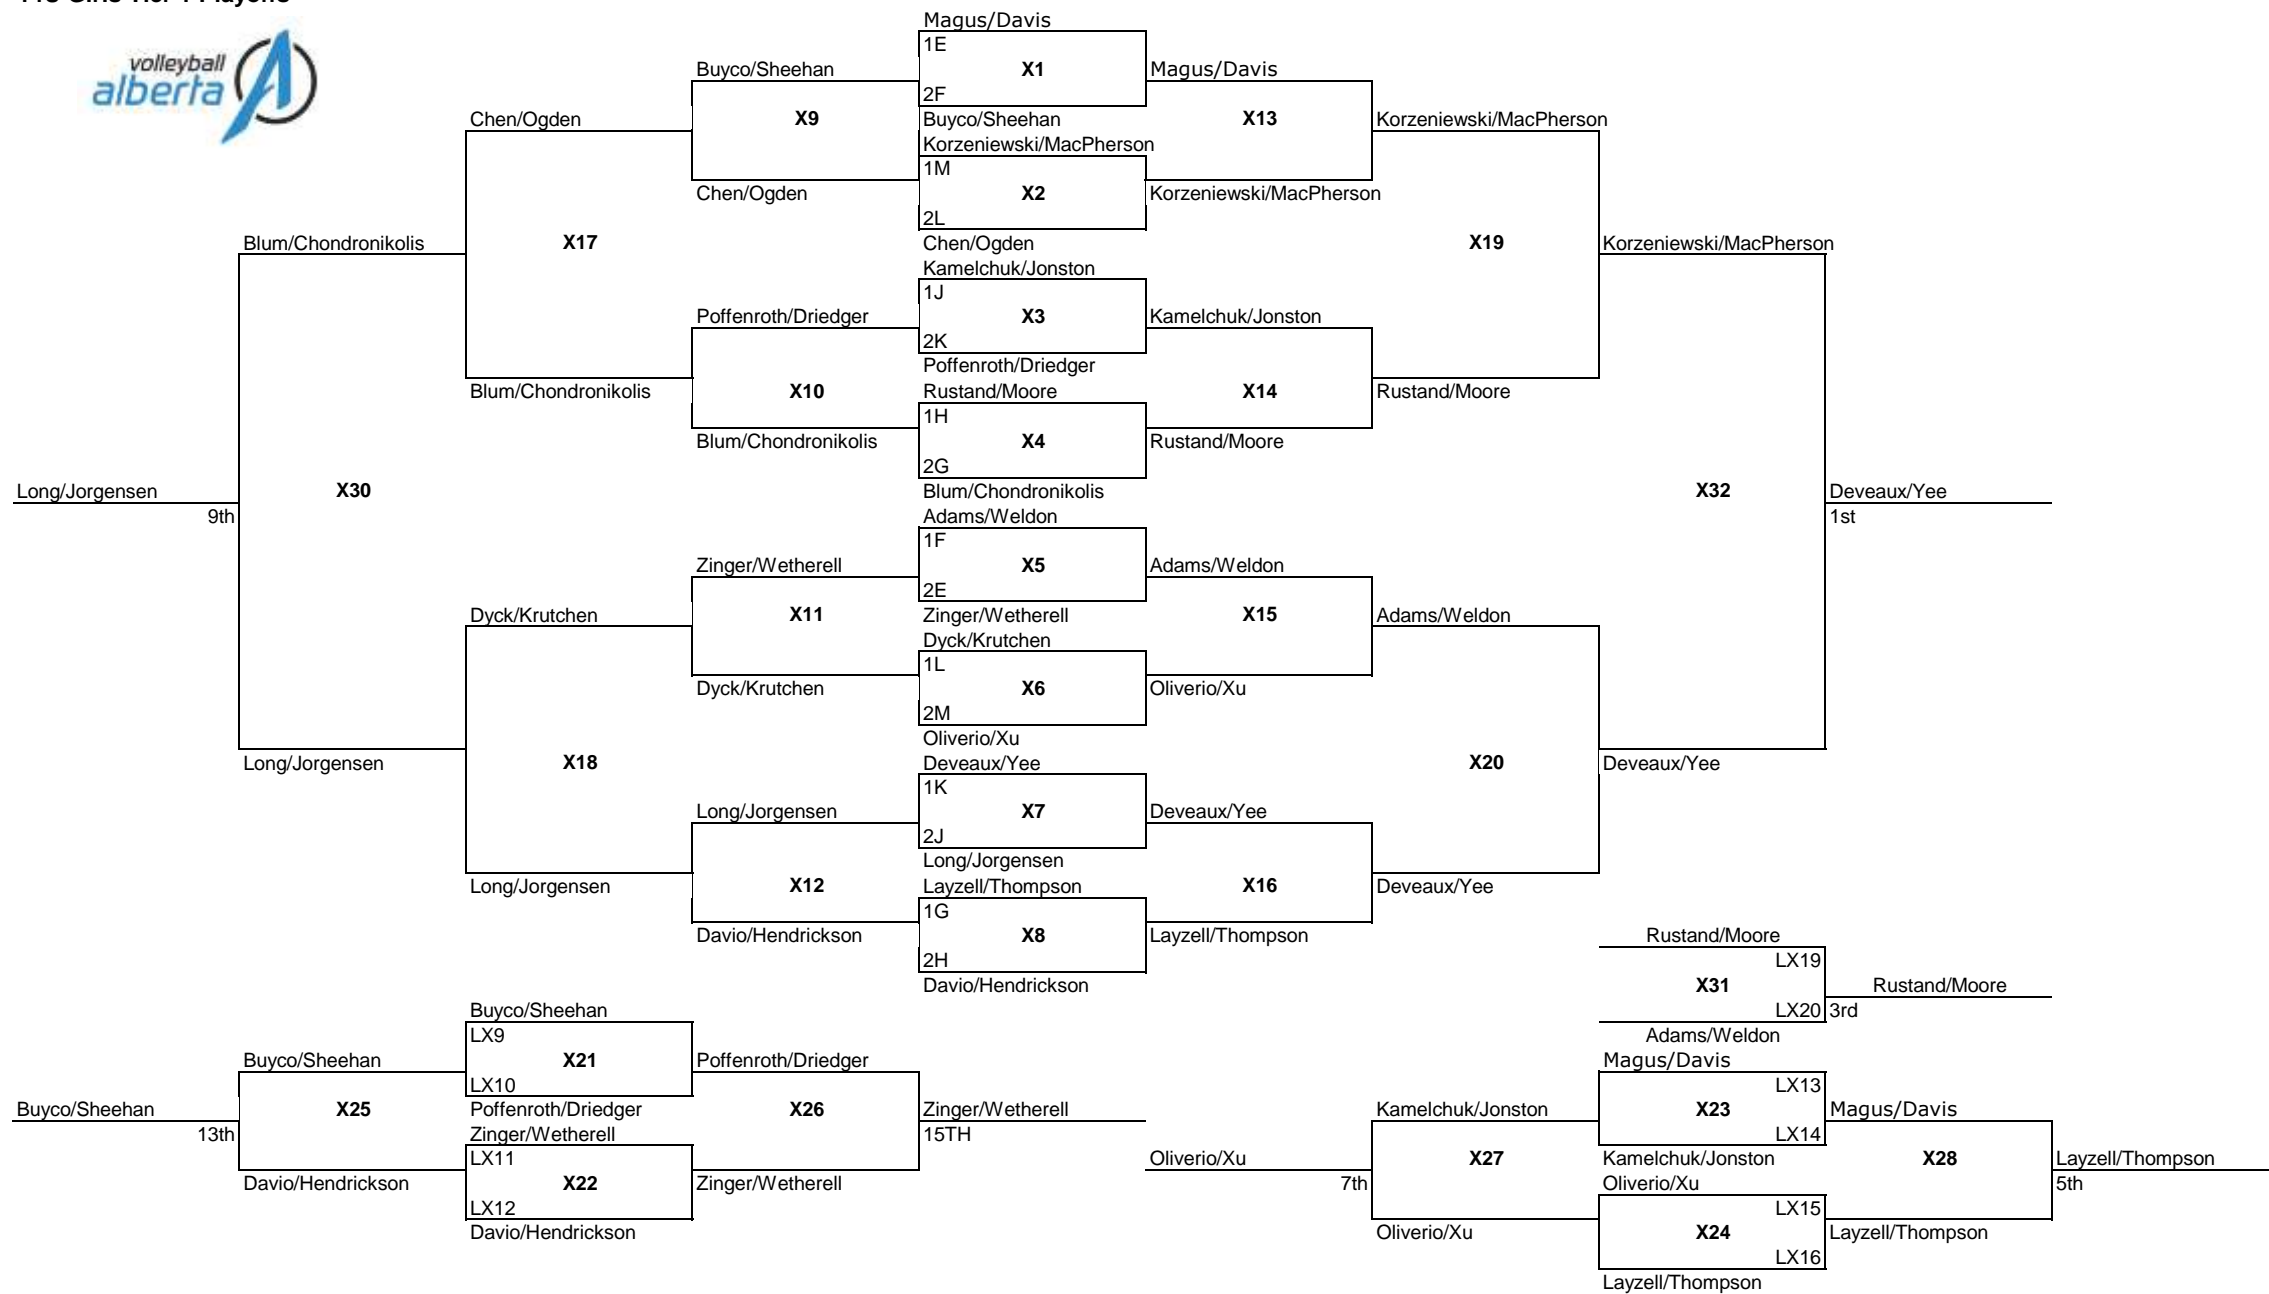 volleyball
alberta
Magus/Davis
1E
Buyco/Sheehan
X1
Magus/Davis
2F
Chen/Ogden
X9
Buyco/Sheehan
X13
Korzeniewski/MacPherson
Korzeniewski/MacPherson
1M
Chen/Ogden
X2
Korzeniewski/MacPherson
2L
Blum/Chondronikolis
X17
Chen/Ogden
X19
Korzeniewski/MacPherson
Kamelchuk/Jonston
1J
Poffenroth/Driedger
X3
Kamelchuk/Jonston
2K
Poffenroth/Driedger
Blum/Chondronikolis
X10
Rustand/Moore
X14
Rustand/Moore
1H
Blum/Chondronikolis
X4
Rustand/Moore
2G
Long/Jorgensen
X30
Blum/Chondronikolis
X32
Deveaux/Yee
9th
Adams/Weldon
1st
1F
Zinger/Wetherell
X5
Adams/Weldon
2E
Dyck/Krutchen
X11
Zinger/Wetherell
X15
Adams/Weldon
Dyck/Krutchen
1L
Dyck/Krutchen
X6
Oliverio/Xu
2M
Oliverio/Xu
Long/Jorgensen
X18
Deveaux/Yee
X20
Deveaux/Yee
1K
Long/Jorgensen
X7
Deveaux/Yee
2J
Long/Jorgensen
Long/Jorgensen
X12
Layzell/Thompson
X16
Deveaux/Yee
1G
Davio/Hendrickson
X8
Layzell/Thompson
Rustand/Moore
2H
LX19
Davio/Hendrickson
X31
Rustand/Moore
Buyco/Sheehan
LX20
3rd
LX9
Adams/Weldon
Buyco/Sheehan
X21
Poffenroth/Driedger
Magus/Davis
LX10
LX13
Buyco/Sheehan
X25
Poffenroth/Driedger
X26
Zinger/Wetherell
Kamelchuk/Jonston
X23
Magus/Davis
13th
Zinger/Wetherell
15TH
LX14
LX11
Oliverio/Xu
X27
Kamelchuk/Jonston
X28
Layzell/Thompson
Davio/Hendrickson
X22
Zinger/Wetherell
7th
Oliverio/Xu
5th
LX12
LX15
Davio/Hendrickson
Oliverio/Xu
X24
Layzell/Thompson
LX16
Layzell/Thompson